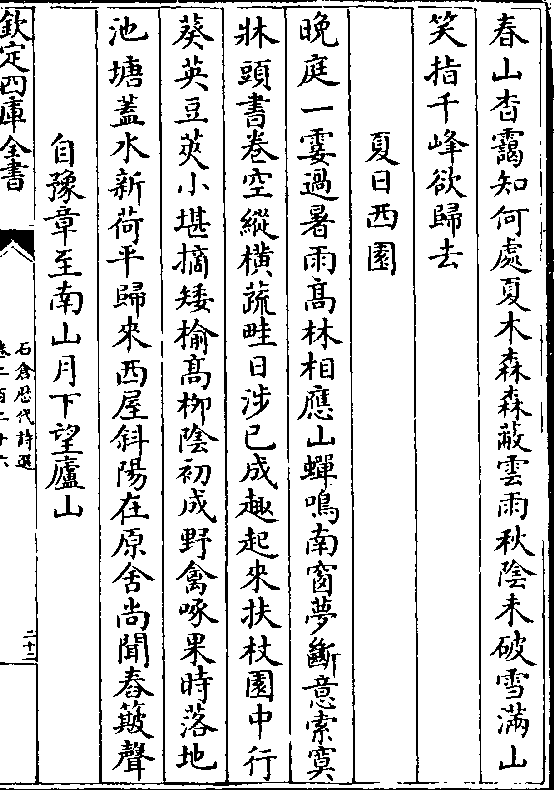 春山杳靄知何處夏木森森蔽雲雨秋陰未破雪滿山
笑指千峰欲歸去
夏日西園
晚庭一霎過暑雨髙林相應山蟬鳴南窗夢斷意索寞
牀頭書卷空縱橫蔬畦日涉已成趣起來扶杖園中行
葵英豆莢小堪摘矮榆髙柳陰初成野禽啄果時落地
池塘葢水新荷平歸來西屋斜陽在原舍尚聞舂簸聲
自豫章至南山月下望廬山
欽定四庫全書
石倉歴代詩選
卷二百二十六
二十二